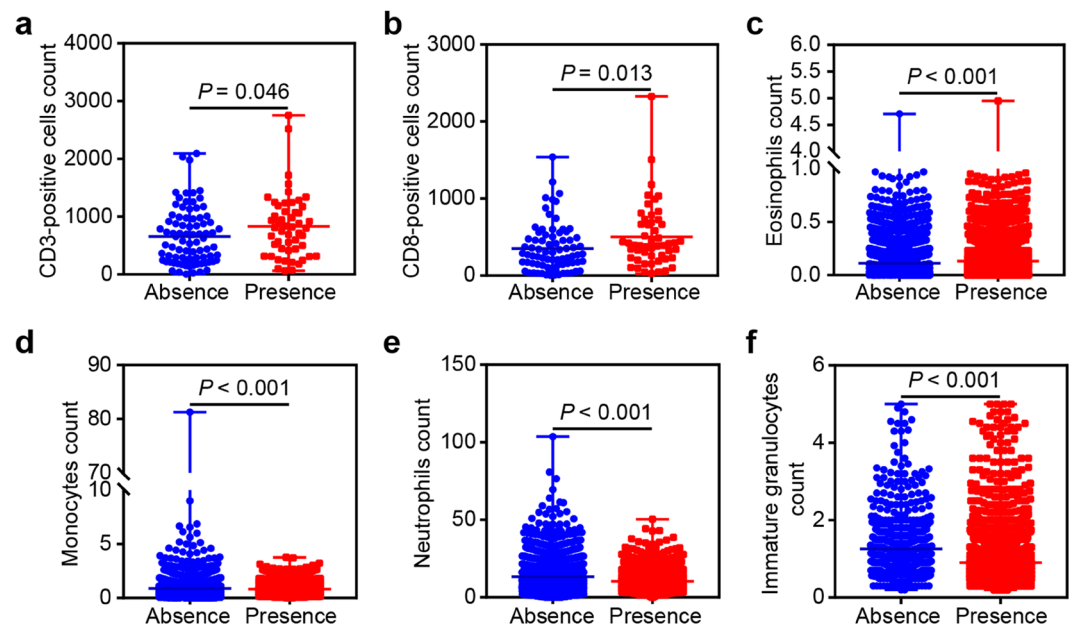 a
CD3-positive cells count
4000
3000
2000
1000
0
P = 0.046
Absence Presence
b
CD8-positive cells count
3000
2000
1000
0
P = 0.013
Absence Presence
c
Eosinophils count
6.0
5.5
5.0
4.5
4.0
1.0
0.5
0.0
P < 0.001
Absence Presence
d
Monocytes count
90
80
70
10
5
0
P < 0.001
Absence Presence
e
Neutrophils count
150
100
50
0
P < 0.001
Absence Presence
f
Immature granulocytes
count
6
4
2
0
P < 0.001
Absence Presence